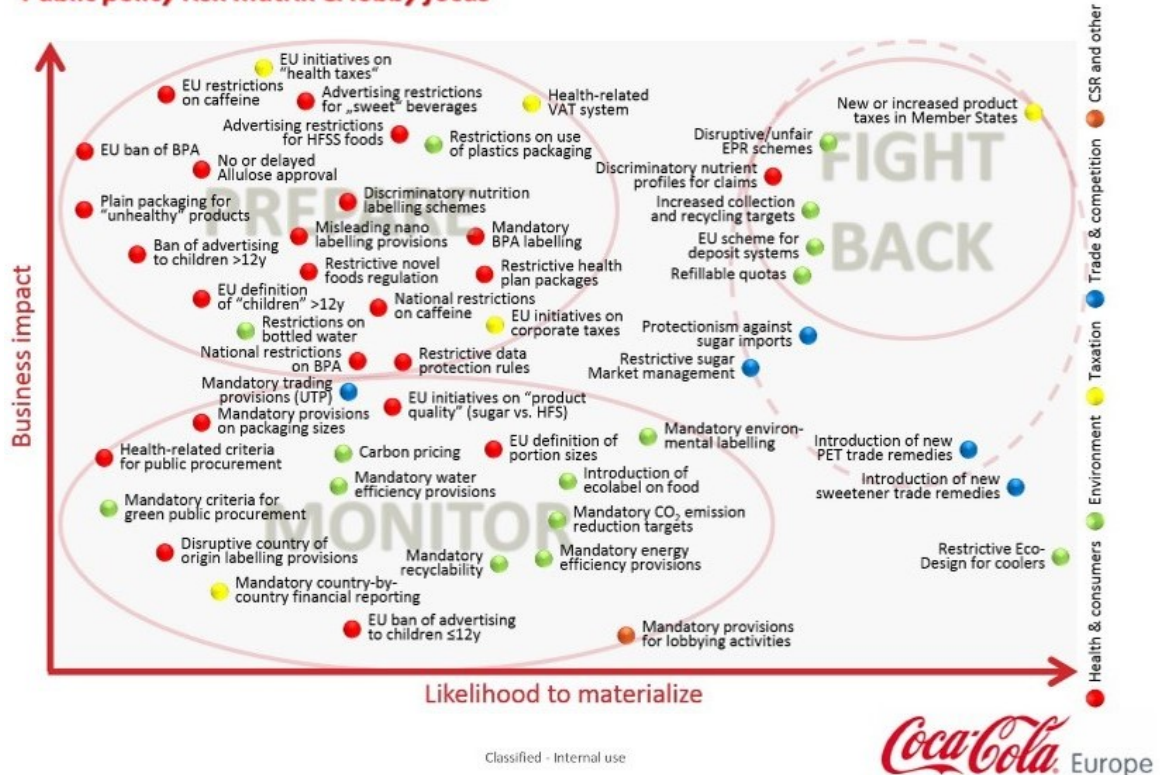 Public policy risk matrix & lobby focus
EU initiatives on
“health taxes“
EU restrictions
on caffeine
Advertising restrictions
for „sweet“ beverages
Health-related
VAT system
New or increased product
taxes in Member States
Advertising restrictions
for HFSS foods
Restrictions on use
of plastics packaging
Disruptive/unfair
EPR schemes
FIGHT
BACK
EU ban of BPA
No or delayed
Allulose approval
Discriminatory nutrient
profiles for claims
Plain packaging for
“unhealthy” products
PREPARE
Discriminatory nutrition
labelling schemes
Increased collection
and recycling targets
Misleading nano
labelling provisions
Mandatory
BPA labelling
Ban of advertising
to children >12y
EU scheme for
deposit systems
Restrictive novel
foods regulation
Restrictive health
plan packages
Refillable quotas
EU definition
of “children” >12y
National restrictions
on caffeine
Restrictions on
bottled water
EU initiatives on
corporate taxes
Protectionism against
sugar imports
National restrictions
on BPA
Restrictive data
protection rules
Restrictive sugar
Market management
Mandatory trading
provisions (UTP)
EU initiatives on “product
quality” (sugar vs. HFS)
Mandatory provisions
on packaging sizes
Health-related criteria
for public procurement
Carbon pricing
EU definition of
portion sizes
Mandatory environ-
mental labelling
Introduction of new
PET trade remedies
Mandatory water
efficiency provisions
Introduction of
ecolabel on food
Introduction of new
sweetener trade remedies
Mandatory criteria for
green public procurement
MONITOR
Mandatory CO₂ emission
reduction targets
Disruptive country of
origin labelling provisions
Mandatory
recyclability
Mandatory energy
efficiency provisions
Restrictive Eco-
Design for coolers
Mandatory country-by-
country financial reporting
EU ban of advertising
to children ≤12y
Mandatory provisions
for lobbying activities
Business impact
Likelihood to materialize
Health & consumers
Environment
Taxation
Trade & competition
CSR and other
Classified - Internal use
Coca-Cola Europe